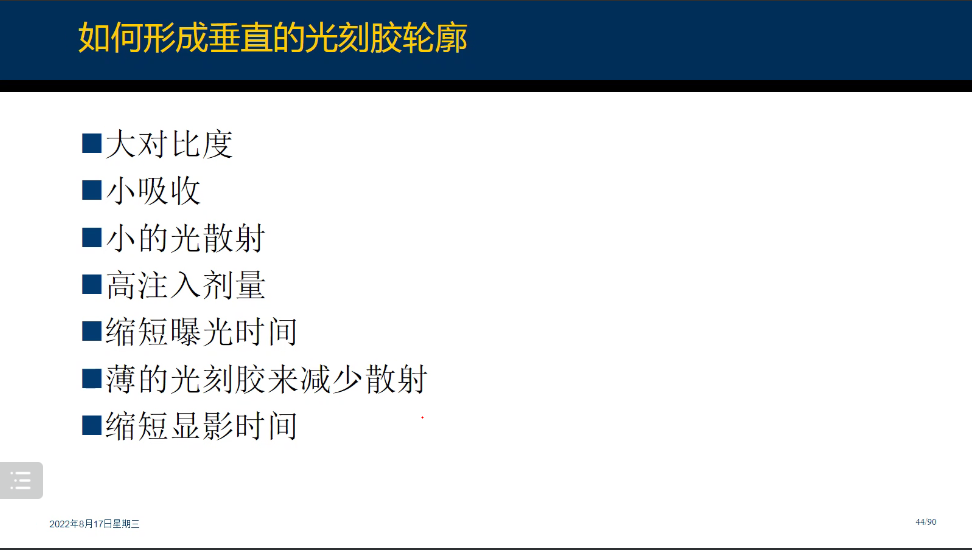 如何形成垂直的光刻胶轮廓
■大对比度
■小吸收
■小的光散射
■高注入剂量
■缩短曝光时间
■薄的光刻胶来减少散射
■缩短显影时间
2022年8月17日星期三
44/90